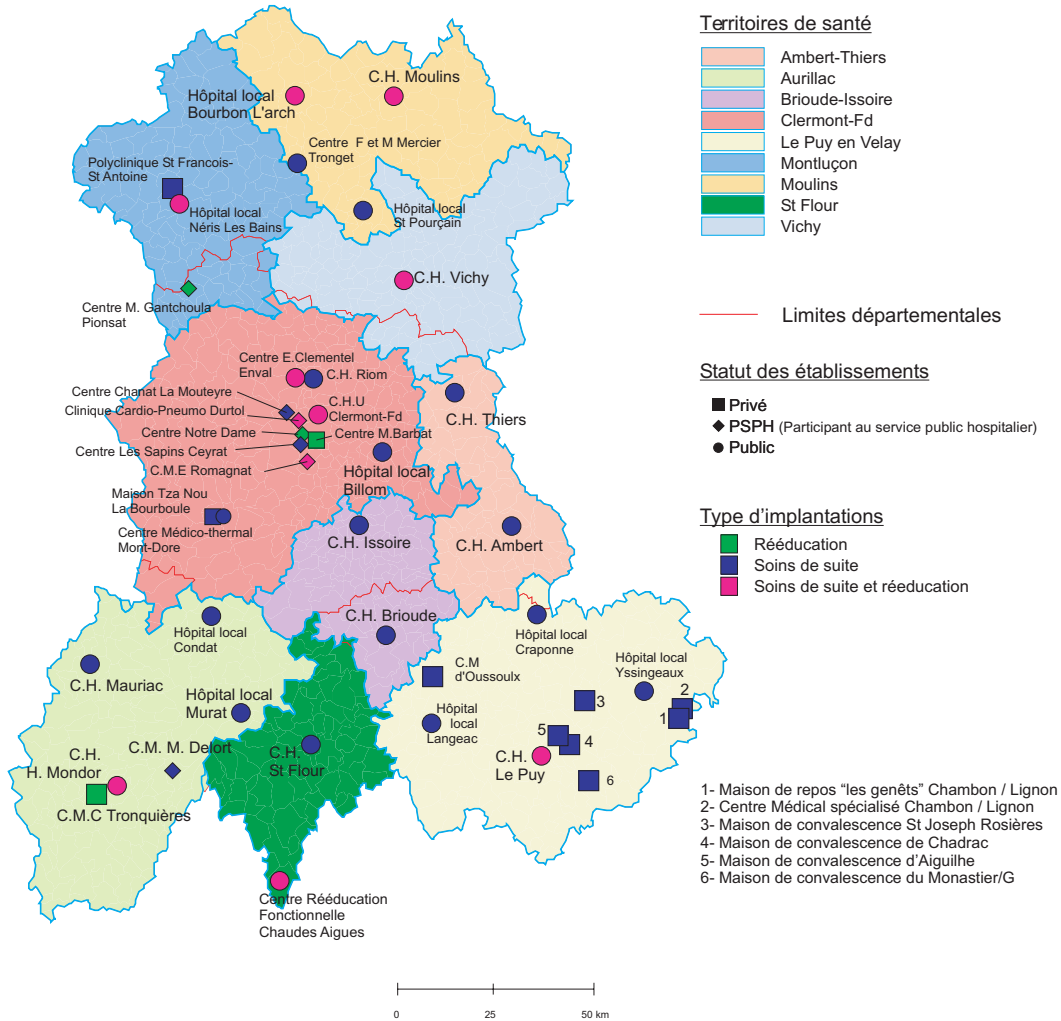 Territoires de santé
Ambert-Thiers
Aurillac
Brioude-Issoire
Clermont-Fd
Le Puy en Velay
Montluçon
Moulins
St Flour
Vichy
Limites départementales
Statut des établissements
Privé
PSPH (Participant au service public hospitalier)
Public
Type d'implantations
Rééducation
Soins de suite
Soins de suite et réeducation
1- Maison de repos "les genêts" Chambon / Lignon
2- Centre Médical spécialisé Chambon / Lignon
3- Maison de convalescence St Joseph Rosières
4- Maison de convalescence de Chadrac
5- Maison de convalescence d'Aiguilhe
6- Maison de convalescence du Monastier/G
C.H. Moulins
Hôpital local
Bourbon L'arch
Centre F et M Mercier
Tronget
Polyclinique St Francois-
St Antoine
Hôpital local
Néris Les Bains
Hôpital local
St Pourçain
C.H. Vichy
Centre M. Gantchoula
Pionsat
Centre E.Clementel
Enval
C.H. Riom
Centre Chanat La Mouteyre
Clinique Cardio-Pneumo Durtol
C.H.U
Clermont-Fd
Centre Notre Dame
Centre M.Barbat
Centre Les Sapins Ceyrat
C.M.E Romagnat
C.H. Thiers
Hôpital local
Billom
Maison Tza Nou
La Bourboule
Centre Médico-thermal
Mont-Dore
C.H. Issoire
C.H. Ambert
Hôpital local
Condat
C.H. Brioude
Hôpital local
Craponne
C.H. Mauriac
Hôpital local
Murat
C.M
d'Oussoulx
Hôpital local
Yssingeaux
2
1
3
5
4
6
Hôpital
local
Langeac
C.H.
Le Puy
C.H.
H. Mondor
C.M. M. Delort
C.M.C Tronquières
C.H.
St Flour
Centre Rééducation
Fonctionnelle
Chaudes Aigues
0 25 50 km